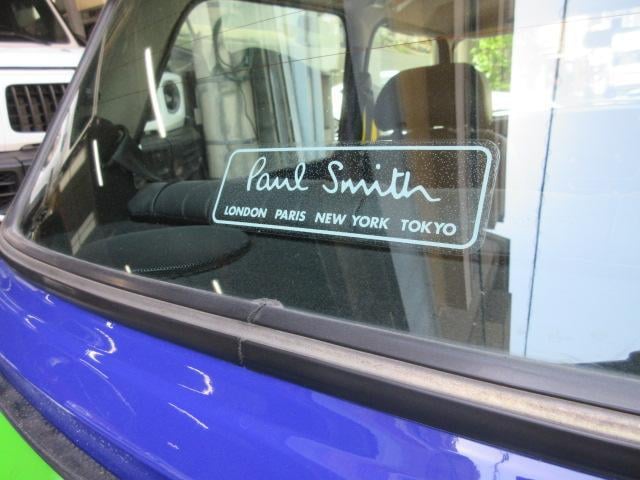 Paul Smith
LONDON PARIS NEW YORK TOKYO